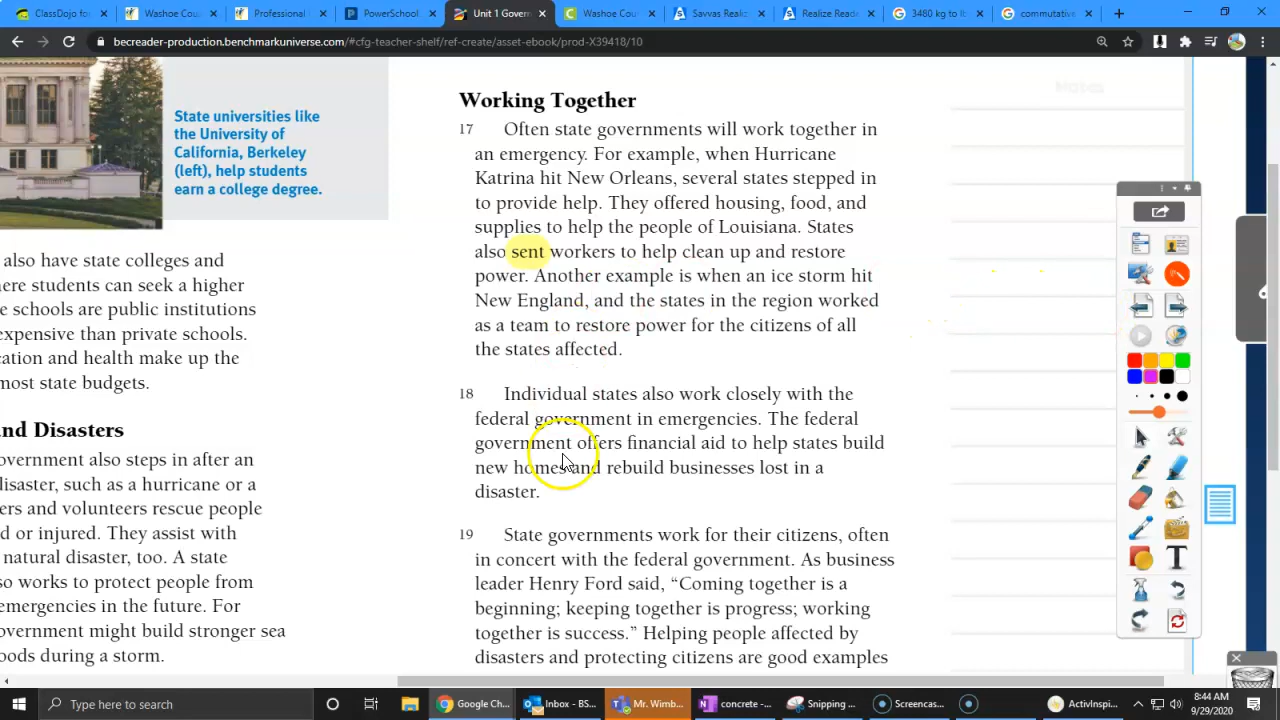 ClassDojo fo
Washoe Cou
Professional
PowerSchool
Unit 1 Govern
Washoe Cou
Savvas Realiz
Realize Reade
3480 kg to lb
commutative
becreader-production.benchmarkuniverse.com/#cfg-teacher-shelf/ref-create/asset-ebook/prod-X39418/10
State universities like
the University of
California, Berkeley
(left), help students
earn a college degree.
also have state colleges and
ere students can seek a higher
e schools are public institutions
expensive than private schools.
cation and health make up the
most state budgets.
nd Disasters
overnment also steps in after an
disaster, such as a hurricane or a
ers and volunteers rescue people
d or injured. They assist with
natural disaster, too. A state
so works to protect people from
emergencies in the future. For
overnment might build stronger sea
oods during a storm.
Working Together
17 Often state governments will work together in
an emergency. For example, when Hurricane
Katrina hit New Orleans, several states stepped in
to provide help. They offered housing, food, and
supplies to help the people of Louisiana. States
also sent workers to help clean up and restore
power. Another example is when an ice storm hit
New England, and the states in the region worked
as a team to restore power for the citizens of all
the states affected.
18 Individual states also work closely with the
federal government in emergencies. The federal
government offers financial aid to help states build
new homes and rebuild businesses lost in a
disaster.
19 State governments work for their citizens, often
in concert with the federal government. As business
leader Henry Ford said, “Coming together is a
beginning; keeping together is progress; working
together is success.” Helping people affected by
disasters and protecting citizens are good examples
Notes
Type here to search
Google Ch...
Inbox - BS...
Mr. Wimb...
concrete -...
Snipping ...
Screencas...
ActivInspi...
8:44 AM
9/29/2020